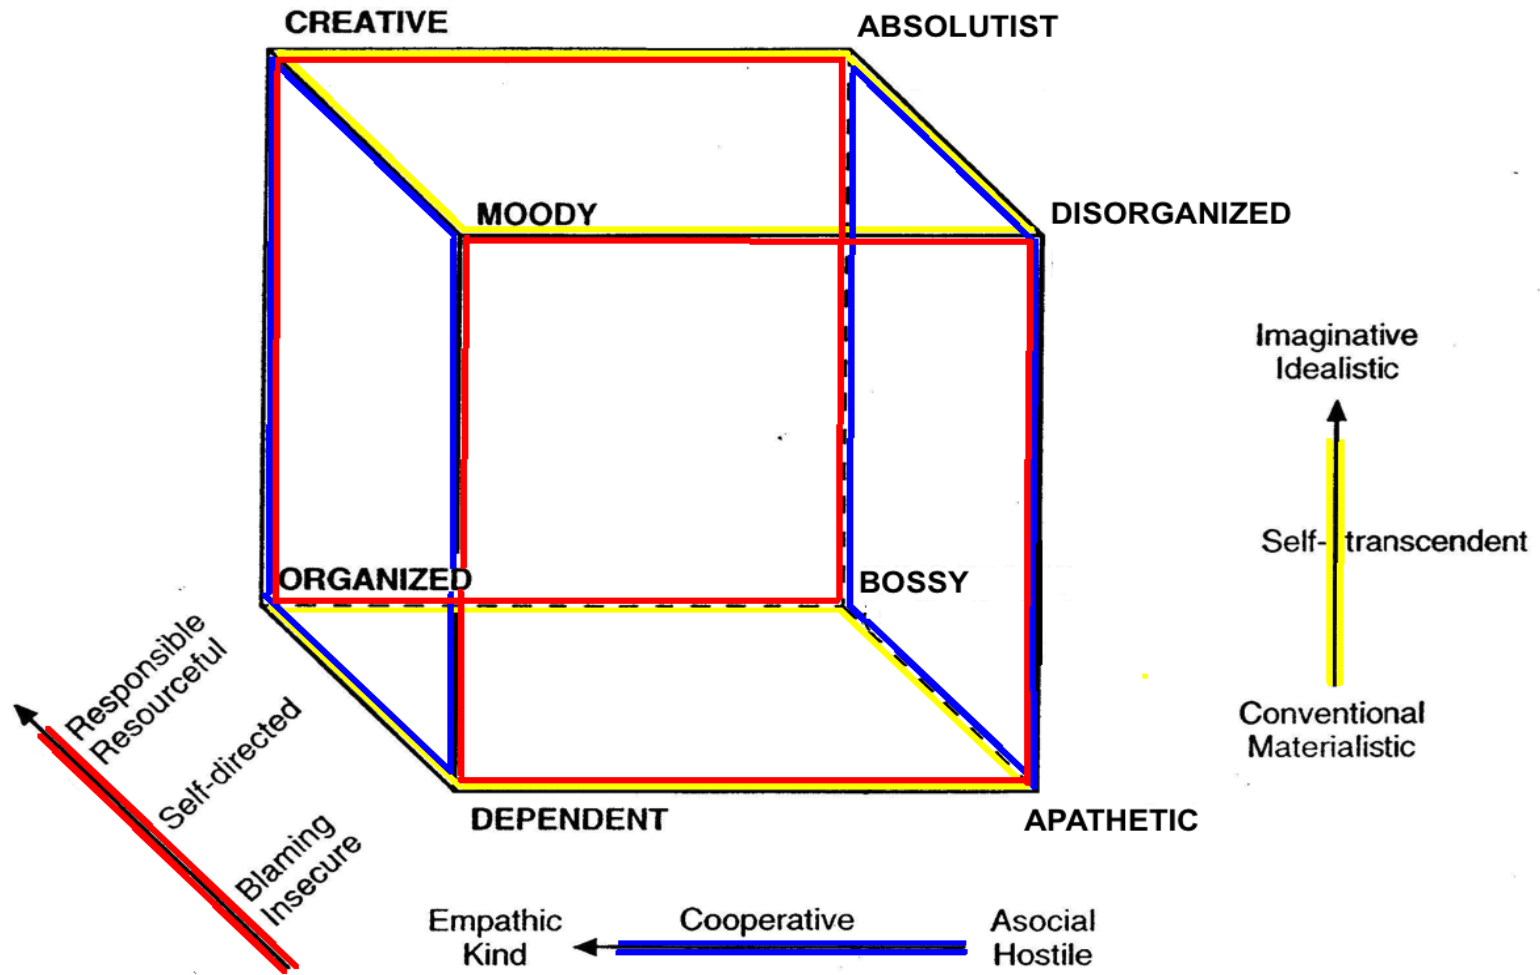 CREATIVE
ABSOLUTIST
MOODY
DISORGANIZED
Imaginative
Idealistic
Self-transcendent
Conventional
Materialistic
ORGANIZED
BOSSY
Responsible
Resourceful
Self-directed
Blaming
Insecure
DEPENDENT
APATHETIC
Empathic
Kind
Cooperative
Asocial
Hostile